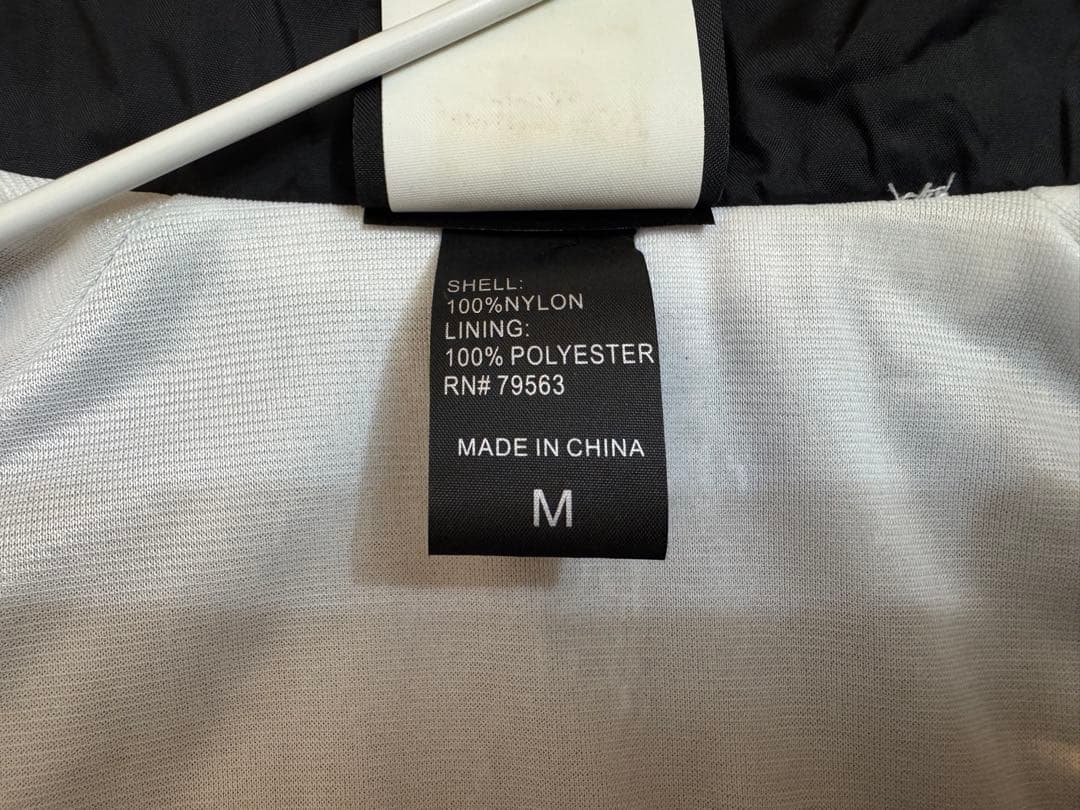 SHELL:
100%NYLON
LINING:
100% POLYESTER
RN# 79563
MADE IN CHINA
M